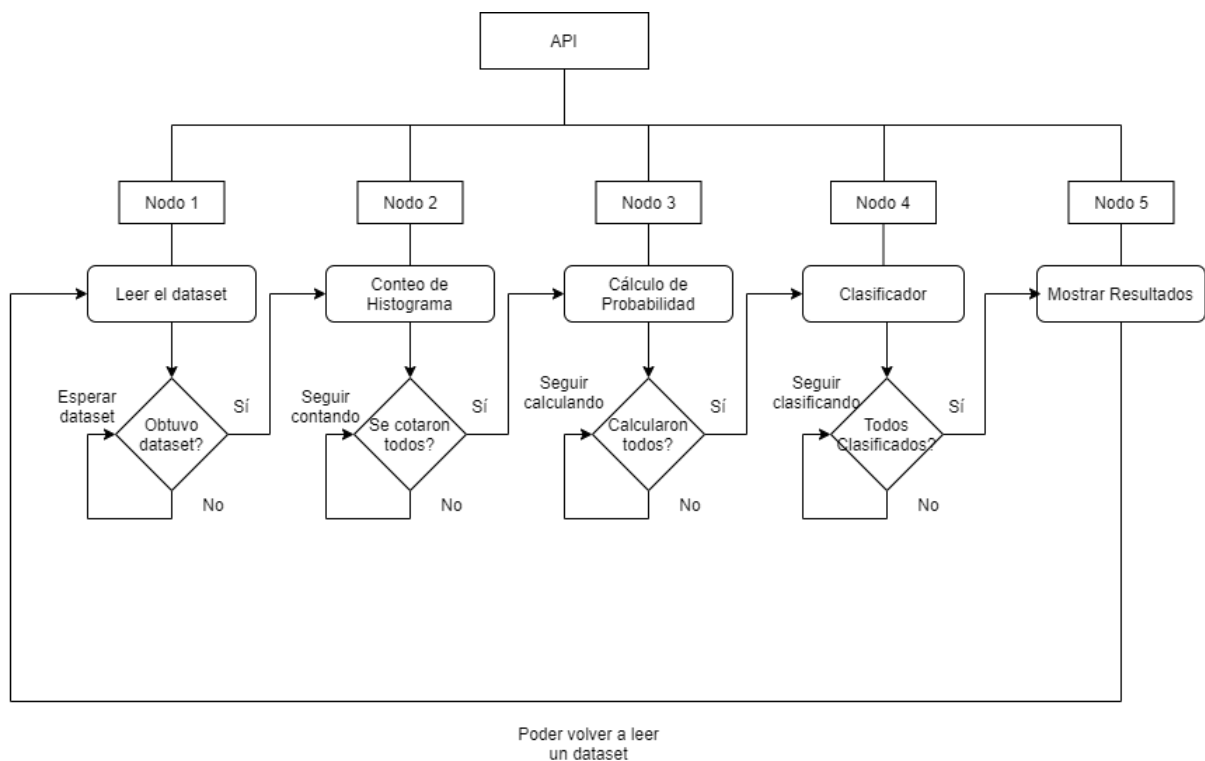 API
Nodo 1
Nodo 2
Nodo 3
Nodo 4
Nodo 5
Leer el dataset
Conteo de
Histograma
Cálculo de
Probabilidad
Clasificador
Mostrar Resultados
Esperar
dataset
Obtuvo
dataset?
Sí
No
Seguir
contando
Se cotaron
todos?
Sí
No
Seguir
calculando
Calcularon
todos?
Sí
No
Seguir
clasificando
Todos
Clasificados?
Sí
No
Poder volver a leer
un dataset